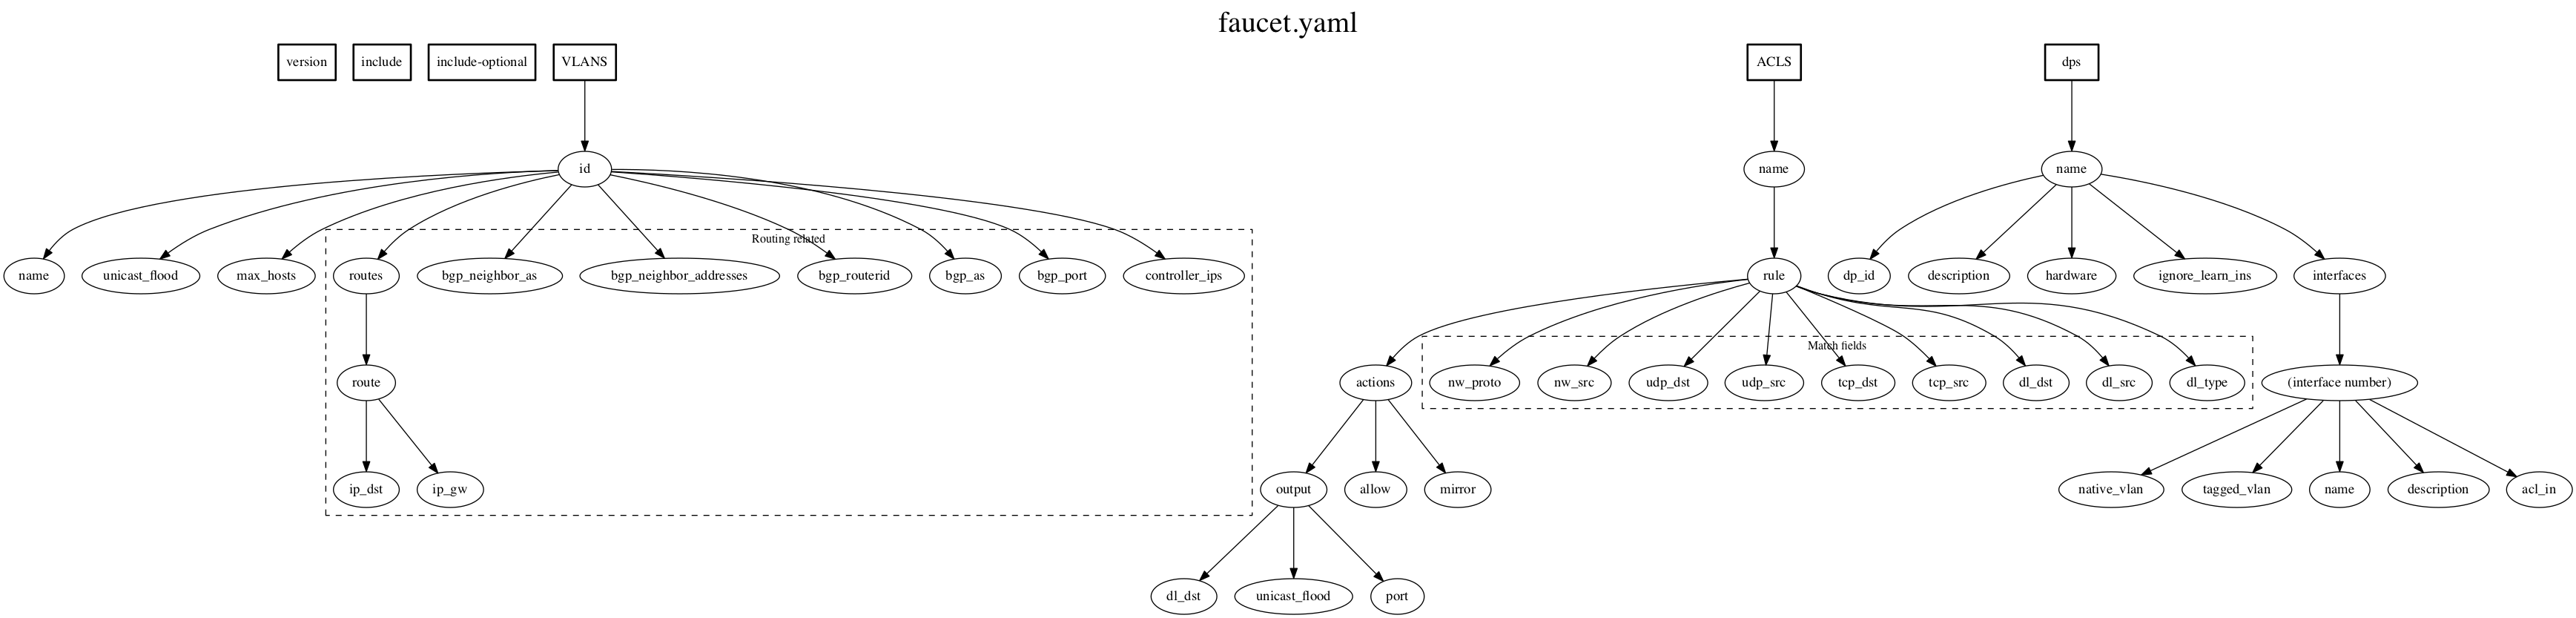 faucet.yaml
version
include
include-optional
VLANS
ACLS
dps
id
name
name
Routing related
name
unicast_flood
max_hosts
routes
bgp_neighbor_as
bgp_neighbor_addresses
bgp_routerid
bgp_as
bgp_port
controller_ips
rule
dp_id
description
hardware
ignore_learn_ins
interfaces
Match fields
route
actions
nw_proto
nw_src
udp_dst
udp_src
tcp_dst
tcp_src
dl_dst
dl_src
dl_type
(interface number)
ip_dst
ip_gw
output
allow
mirror
native_vlan
tagged_vlan
name
description
acl_in
dl_dst
unicast_flood
port